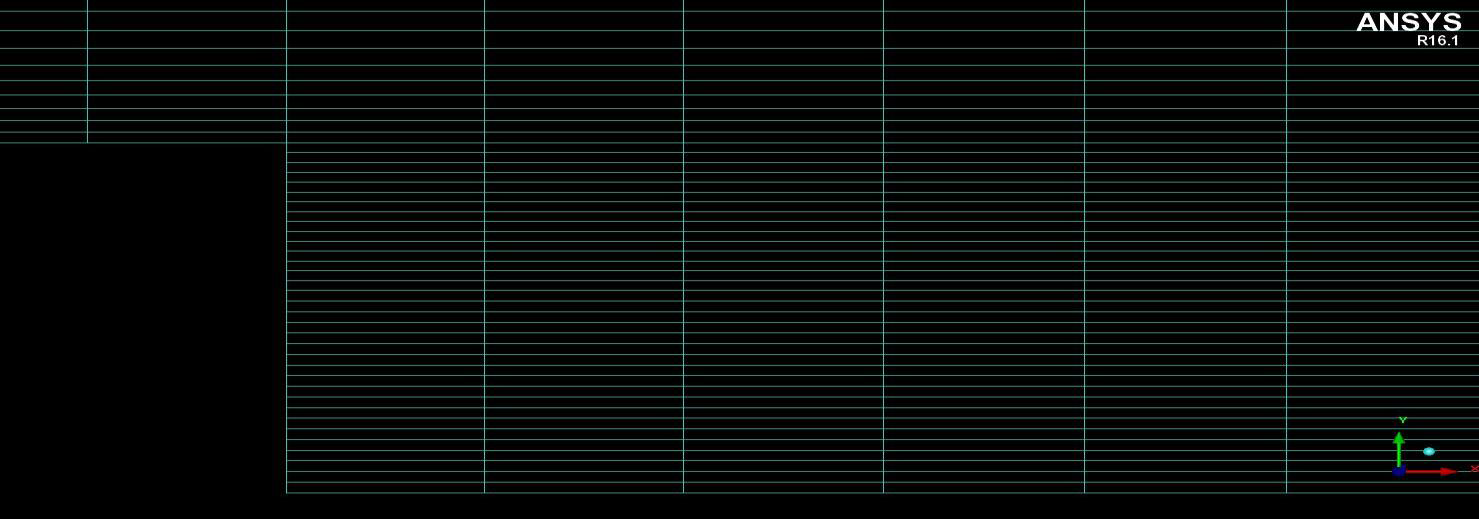 ANSYS
R16.1
Y
X